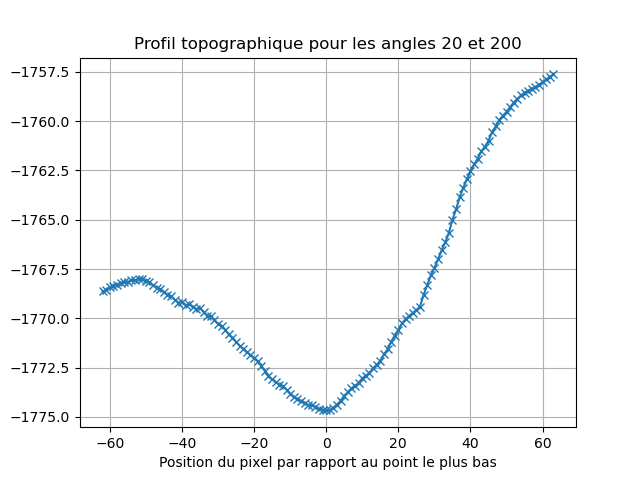 Profil topographique pour les angles 20 et 200
−1757.5
−1760.0
−1762.5
−1765.0
−1767.5
−1770.0
−1772.5
−1775.0
−60 −40 −20 0 20 40 60
Position du pixel par rapport au point le plus bas